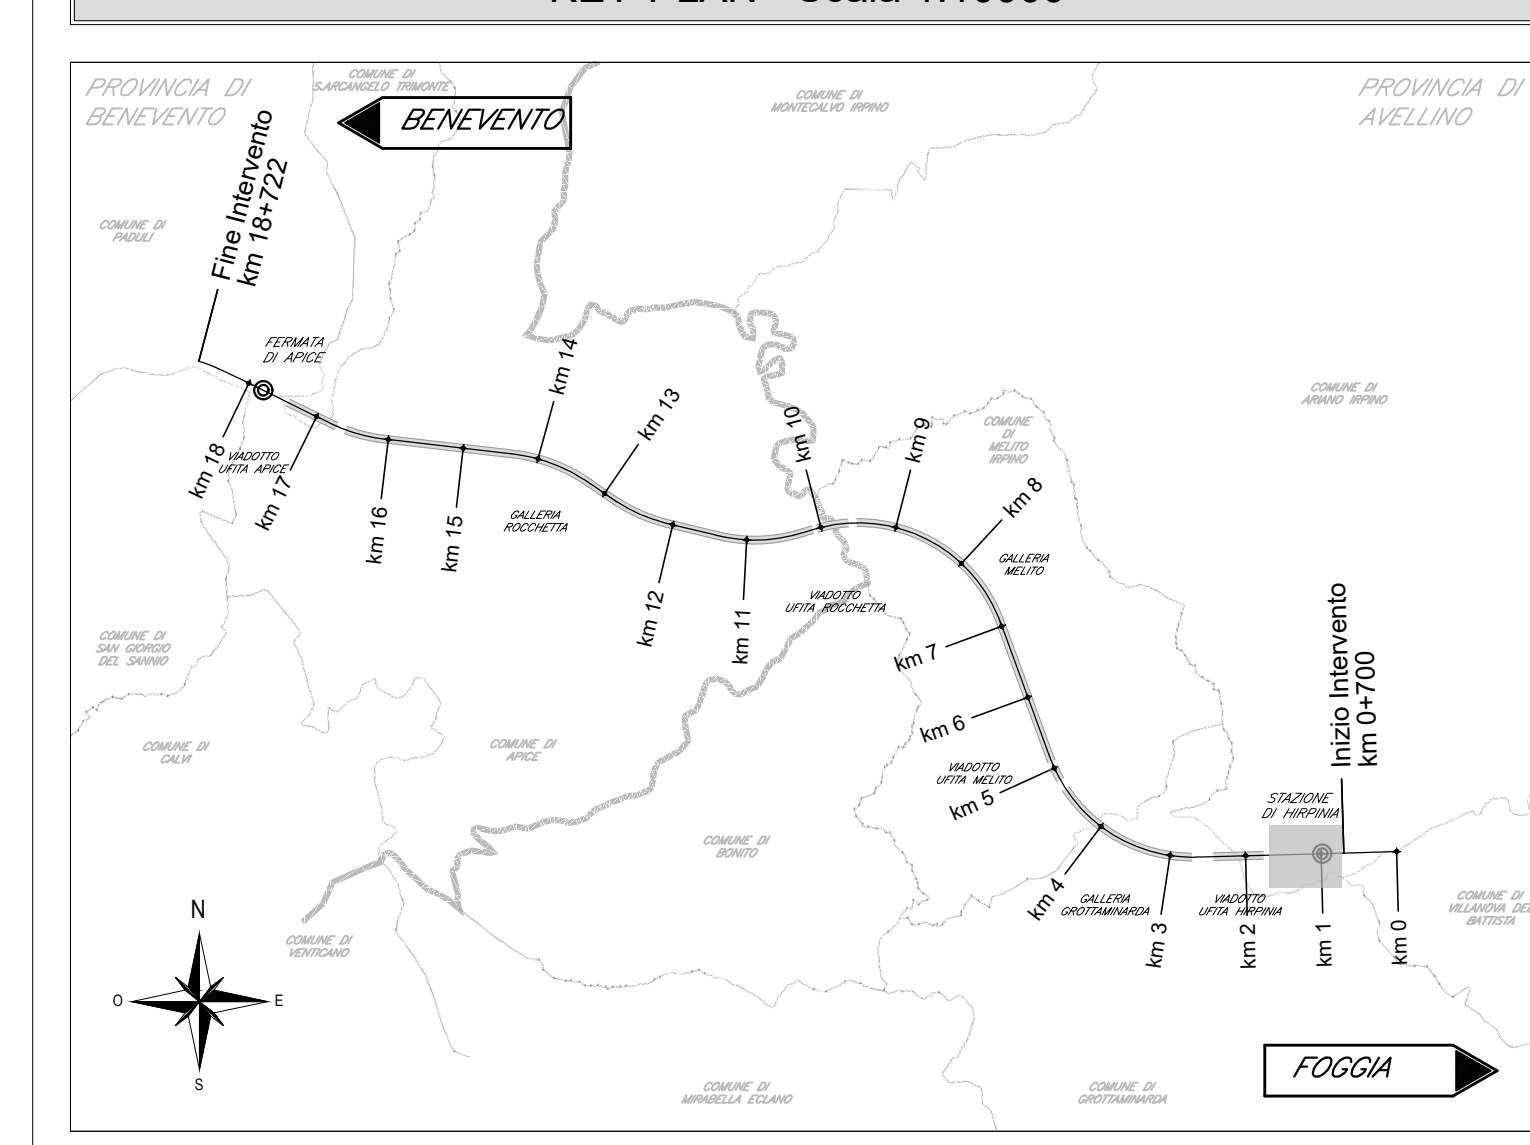 PROVINCIA DI
BENEVENTO
COMUNE DI
S.ARCANGELO TRIMONTE
BENEVENTO
COMUNE DI
MONTECALVO IRPINO
PROVINCIA DI
AVELLINO
Fine Intervento
km 18+722
COMUNE DI
PADULI
FERMATA
DI APICE
km 14
km 13
km 10
km 9
COMUNE DI
ARIANO IRPINO
COMUNE
DI
MELITO
IRPINO
km 18
VIADOTTO
UFITA APICE
km 17
km 16
km 15
GALLERIA
ROCCHETTA
km 8
GALLERIA
MELITO
km 12
km 11
VIADOTTO
UFITA ROCCHETTA
km 7
COMUNE DI
SAN GIORGIO
DEL SANNIO
Inizio Intervento
km 0+700
km 6
COMUNE DI
CALVI
COMUNE DI
APICE
VIADOTTO
UFITA MELITO
km 5
STAZIONE
DI HIRPINIA
COMUNE DI
BONITO
km 4
GALLERIA
GROTTAMINARDA
km 3
VIADOTTO
UFITA HIRPINIA
km 2
km 1
km 0
COMUNE DI
VILLANOVA DEL
BATTISTA
N
COMUNE DI
VENTICANO
O
E
S
FOGGIA
COMUNE DI
MIRABELLA ECLANO
COMUNE DI
GROTTAMINARDA